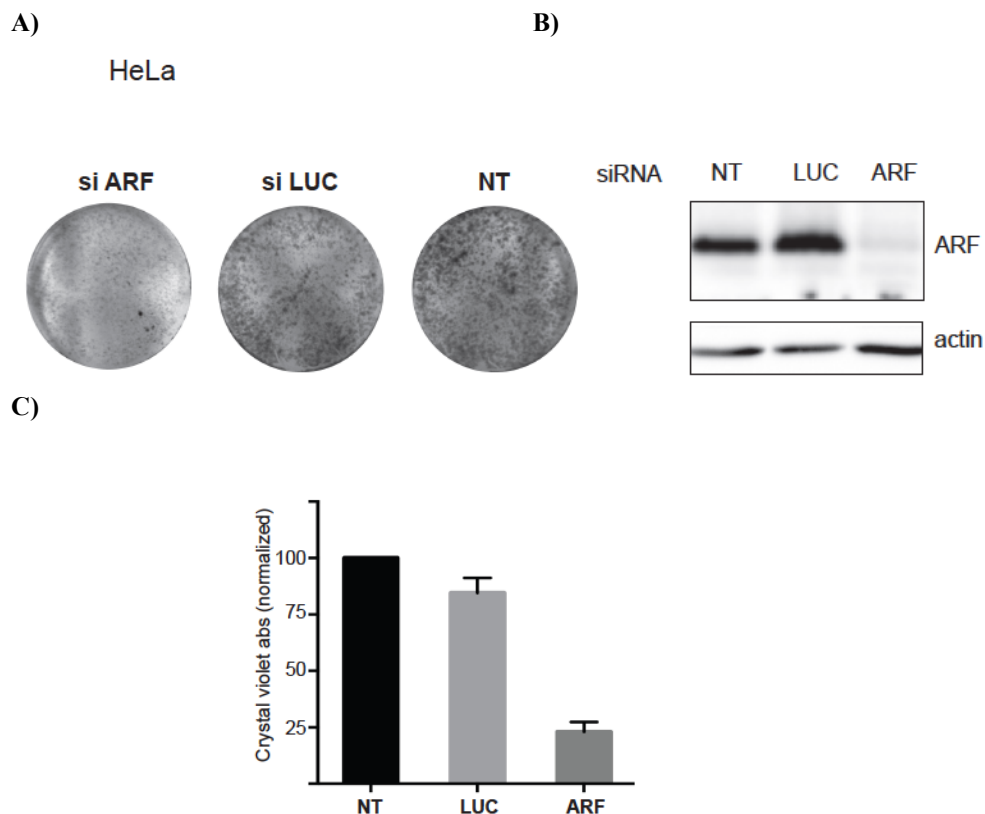 A)
B)
HeLa
si ARF si LUC NT
siRNA NT LUC ARF
ARF
actin
C)
Crystal violet abs (normalized)
100
75
50
25
NT LUC ARF